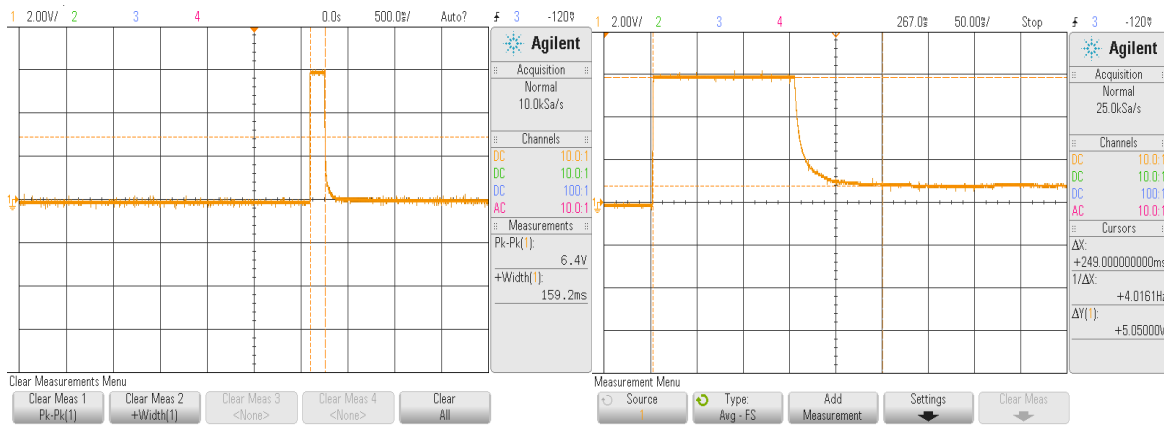 1 2.00V/ 2 3 4 0.0s 500.0ms/ Auto? 3 -120V
Agilent
Acquisition
Normal
10.0kSa/s
Channels
DC 10.0:1
DC 10.0:1
DC 100:1
AC 10.0:1
Measurements
Pk-Pk(1):
6.4V
+Width(1):
159.2ms
Clear Measurements Menu
Clear Meas 1
Pk-Pk(1)
Clear Meas 2
+Width(1)
Clear Meas 3
<None>
Clear Meas 4
<None>
Clear
All
1 2.00V/ 2 3 4 267.0ms 50.00ms/ Stop 3 -120V
Agilent
Acquisition
Normal
25.0kSa/s
Channels
DC 10.0:1
DC 10.0:1
DC 100:1
AC 10.0:1
Cursors
ΔX:
+249.000000000ms
1/ΔX:
+4.0161Hz
ΔY(1):
+5.05000V
Measurement Menu
Source
1
Type:
Avg - FS
Add
Measurement
Settings
Clear Meas